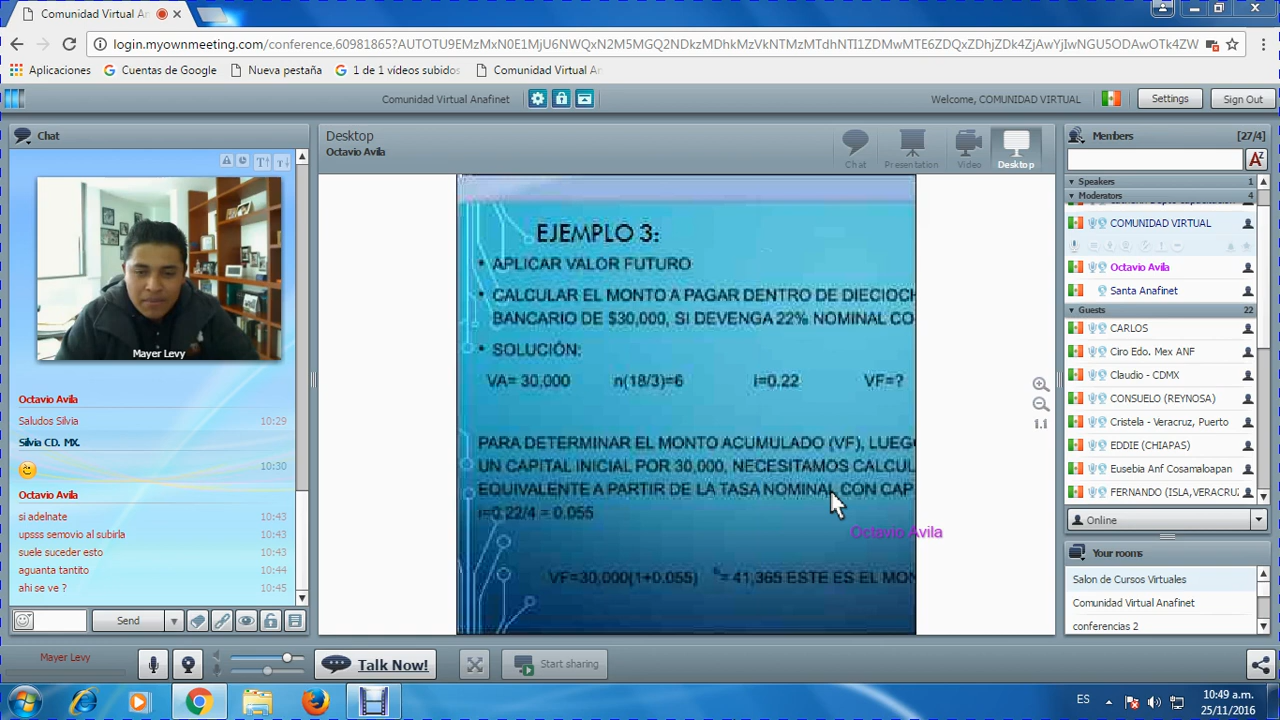 Comunidad Virtual An
login.myownmeeting.com/conference.60981865?
Aplicaciones
Cuentas de Google
Nueva pestaña
1 de 1 vídeos subidos
Comunidad Virtual An
Comunidad Virtual Anafinet
Welcome, COMUNIDAD VIRTUAL
Settings
Sign Out
Chat
Mayer Levy
Octavio Avila
Saludos Silvia 10:29
Silvia CD. MX.
10:30
Octavio Avila
si adelnate 10:43
upsss semovio al subirla 10:43
suele suceder esto 10:43
aguanta tantito 10:44
ahi se ve ? 10:45
Send
Desktop
Octavio Avila
Chat
Presentation
Video
Desktop
EJEMPLO 3:
• APLICAR VALOR FUTURO
• CALCULAR EL MONTO A PAGAR DENTRO DE DIECIOCH
BANCARIO DE $30,000, SI DEVENGA 22% NOMINAL CO
• SOLUCIÓN:
VA= 30,000 n(18/3)=6 i=0.22 VF=?
PARA DETERMINAR EL MONTO ACUMULADO (VF), LUEG
UN CAPITAL INICIAL POR 30,000, NECESITAMOS CALCUL
EQUIVALENTE A PARTIR DE LA TASA NOMINAL CON CAP
i=0.22/4 = 0.055
Octavio Avila
VF=30,000(1+0.055) 6= 41,365 ESTE ES EL MON
1.1
Members
[27/4]
Speakers 1
Moderators 4
COMUNIDAD VIRTUAL
Octavio Avila
Santa Anafinet
Guests 22
CARLOS
Ciro Edo. Mex ANF
Claudio - CDMX
CONSUELO (REYNOSA)
Cristela - Veracruz, Puerto
EDDIE (CHIAPAS)
Eusebia Anf Cosamaloapan
FERNANDO (ISLA,VERACRUZ
Online
Your rooms
Salon de Cursos Virtuales
Comunidad Virtual Anafinet
conferencias 2
Mayer Levy
Talk Now!
Start sharing
ES
10:49 a.m.
25/11/2016